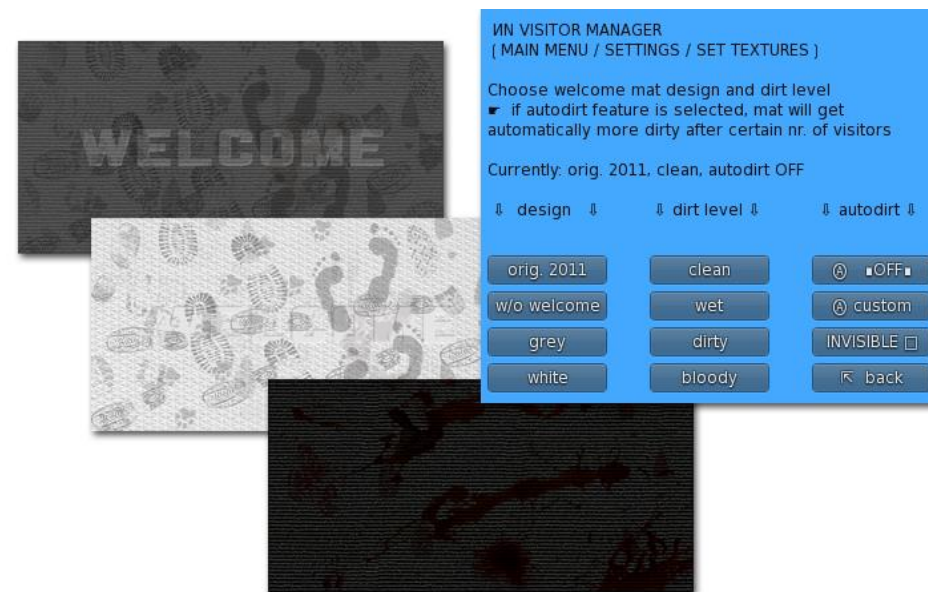 WELCOME
ИN VISITOR MANAGER
( MAIN MENU / SETTINGS / SET TEXTURES )
Choose welcome mat design and dirt level
☛ if autodirt feature is selected, mat will get
automatically more dirty after certain nr. of visitors
Currently: orig. 2011, clean, autodirt OFF
⇩ design ⇩ ⇩ dirt level ⇩ ⇩ autodirt ⇩
orig. 2011 clean Ⓐ ∎OFF∎
w/o welcome wet Ⓐ custom
grey dirty INVISIBLE □
white bloody ⇱ back